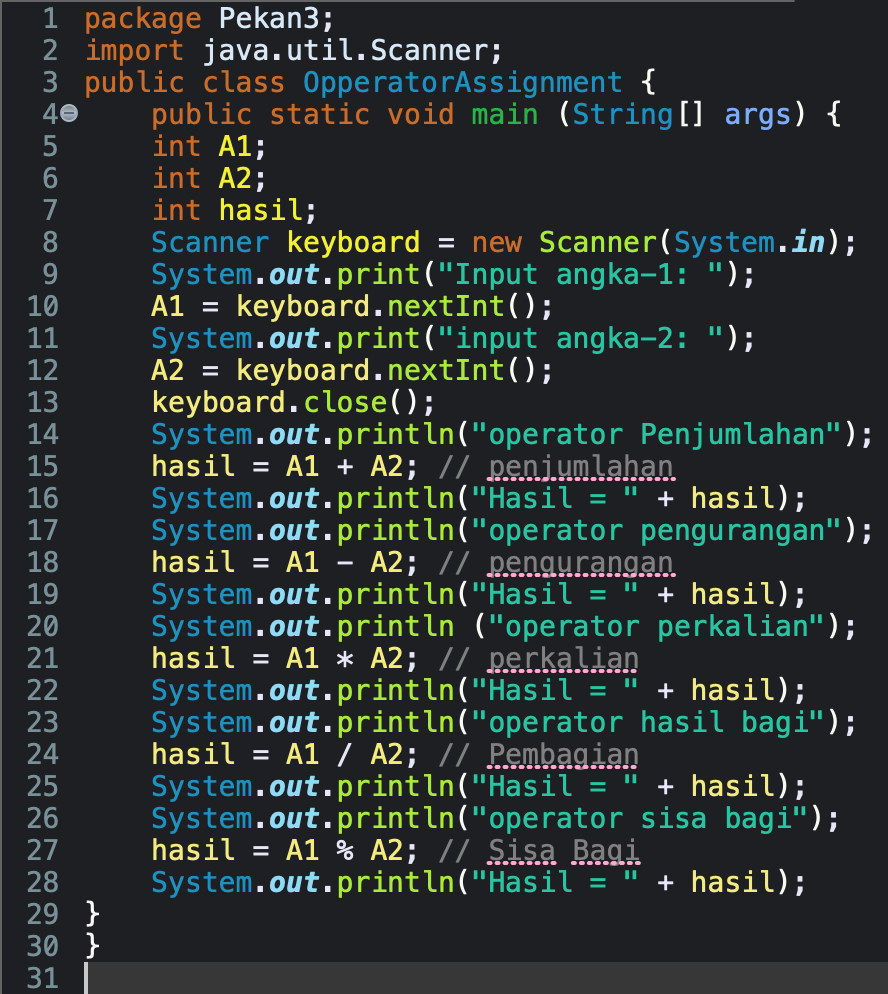 1 package Pekan3;
2 import java.util.Scanner;
3 public class OpperatorAssignment {
4 public static void main (String[] args) {
5 int A1;
6 int A2;
7 int hasil;
8 Scanner keyboard = new Scanner(System.in);
9 System.out.print("Input angka-1: ");
10 A1 = keyboard.nextInt();
11 System.out.print("input angka-2: ");
12 A2 = keyboard.nextInt();
13 keyboard.close();
14 System.out.println("operator Penjumlahan");
15 hasil = A1 + A2; // penjumlahan
16 System.out.println("Hasil = " + hasil);
17 System.out.println("operator pengurangan");
18 hasil = A1 - A2; // pengurangan
19 System.out.println("Hasil = " + hasil);
20 System.out.println ("operator perkalian");
21 hasil = A1 * A2; // perkalian
22 System.out.println("Hasil = " + hasil);
23 System.out.println("operator hasil bagi");
24 hasil = A1 / A2; // Pembagian
25 System.out.println("Hasil = " + hasil);
26 System.out.println("operator sisa bagi");
27 hasil = A1 % A2; // Sisa Bagi
28 System.out.println("Hasil = " + hasil);
29 }
30 }
31